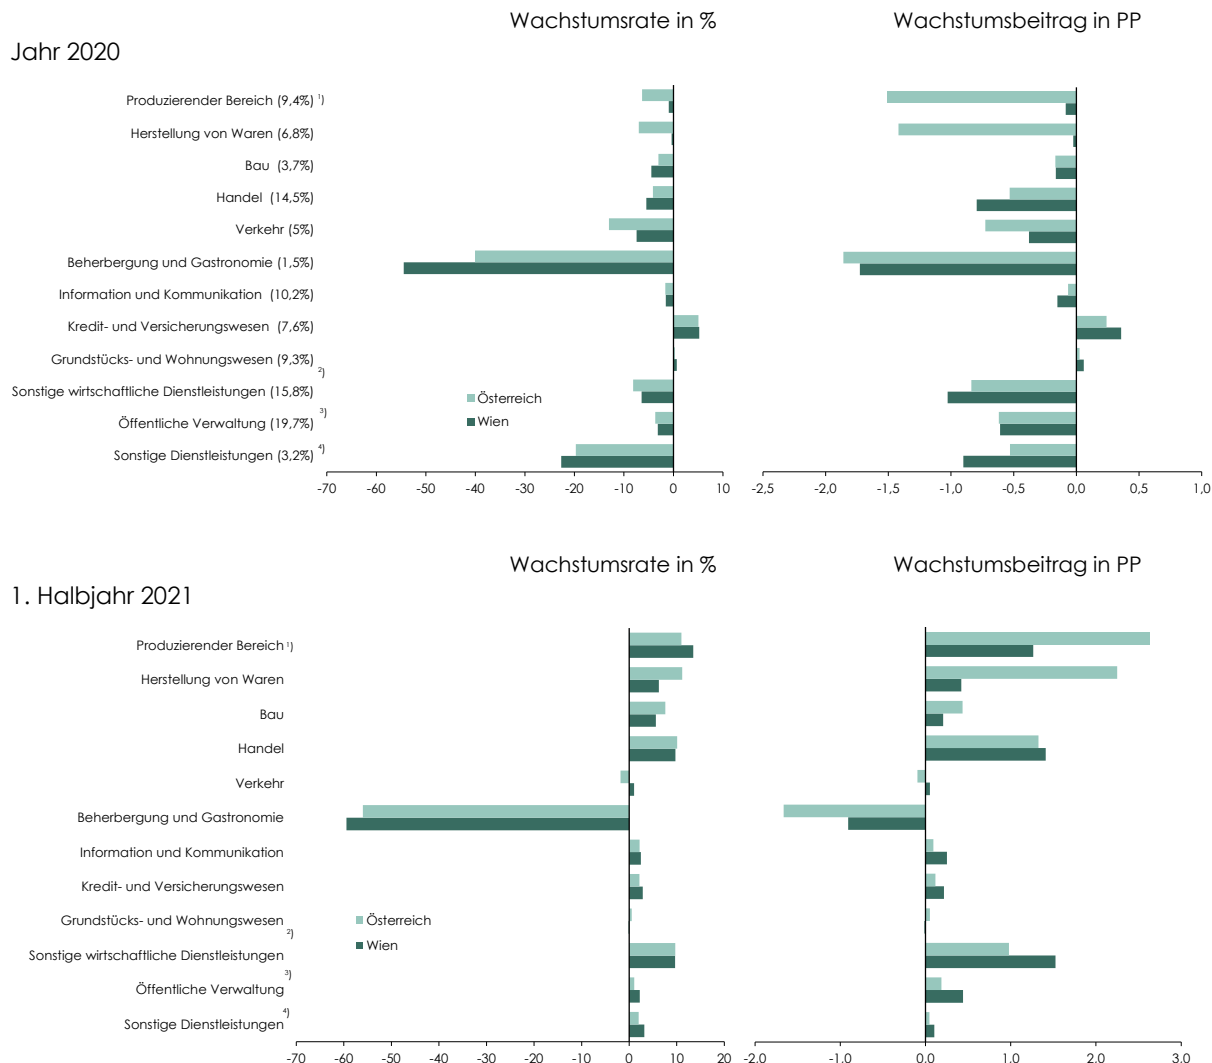 Wachstumsrate in %
Wachstumsbeitrag in PP
Jahr 2020
Produzierender Bereich (9,4%) 1)
Herstellung von Waren (6,8%)
Bau (3,7%)
Handel (14,5%)
Verkehr (5%)
Beherbergung und Gastronomie (1,5%)
Information und Kommunikation (10,2%)
Kredit- und Versicherungswesen (7,6%)
Grundstücks- und Wohnungswesen (9,3%)
Sonstige wirtschaftliche Dienstleistungen (15,8%) 2)
Öffentliche Verwaltung (19,7%) 3)
Sonstige Dienstleistungen (3,2%) 4)
Österreich
Wien
-70 -60 -50 -40 -30 -20 -10 0 10
-2,5 -2,0 -1,5 -1,0 -0,5 0,0 0,5 1,0
Wachstumsrate in %
Wachstumsbeitrag in PP
1. Halbjahr 2021
Produzierender Bereich 1)
Herstellung von Waren
Bau
Handel
Verkehr
Beherbergung und Gastronomie
Information und Kommunikation
Kredit- und Versicherungswesen
Grundstücks- und Wohnungswesen
Sonstige wirtschaftliche Dienstleistungen 2)
Öffentliche Verwaltung 3)
Sonstige Dienstleistungen 4)
Österreich
Wien
-70 -60 -50 -40 -30 -20 -10 0 10 20
-2.0 -1.0 0.0 1.0 2.0 3.0